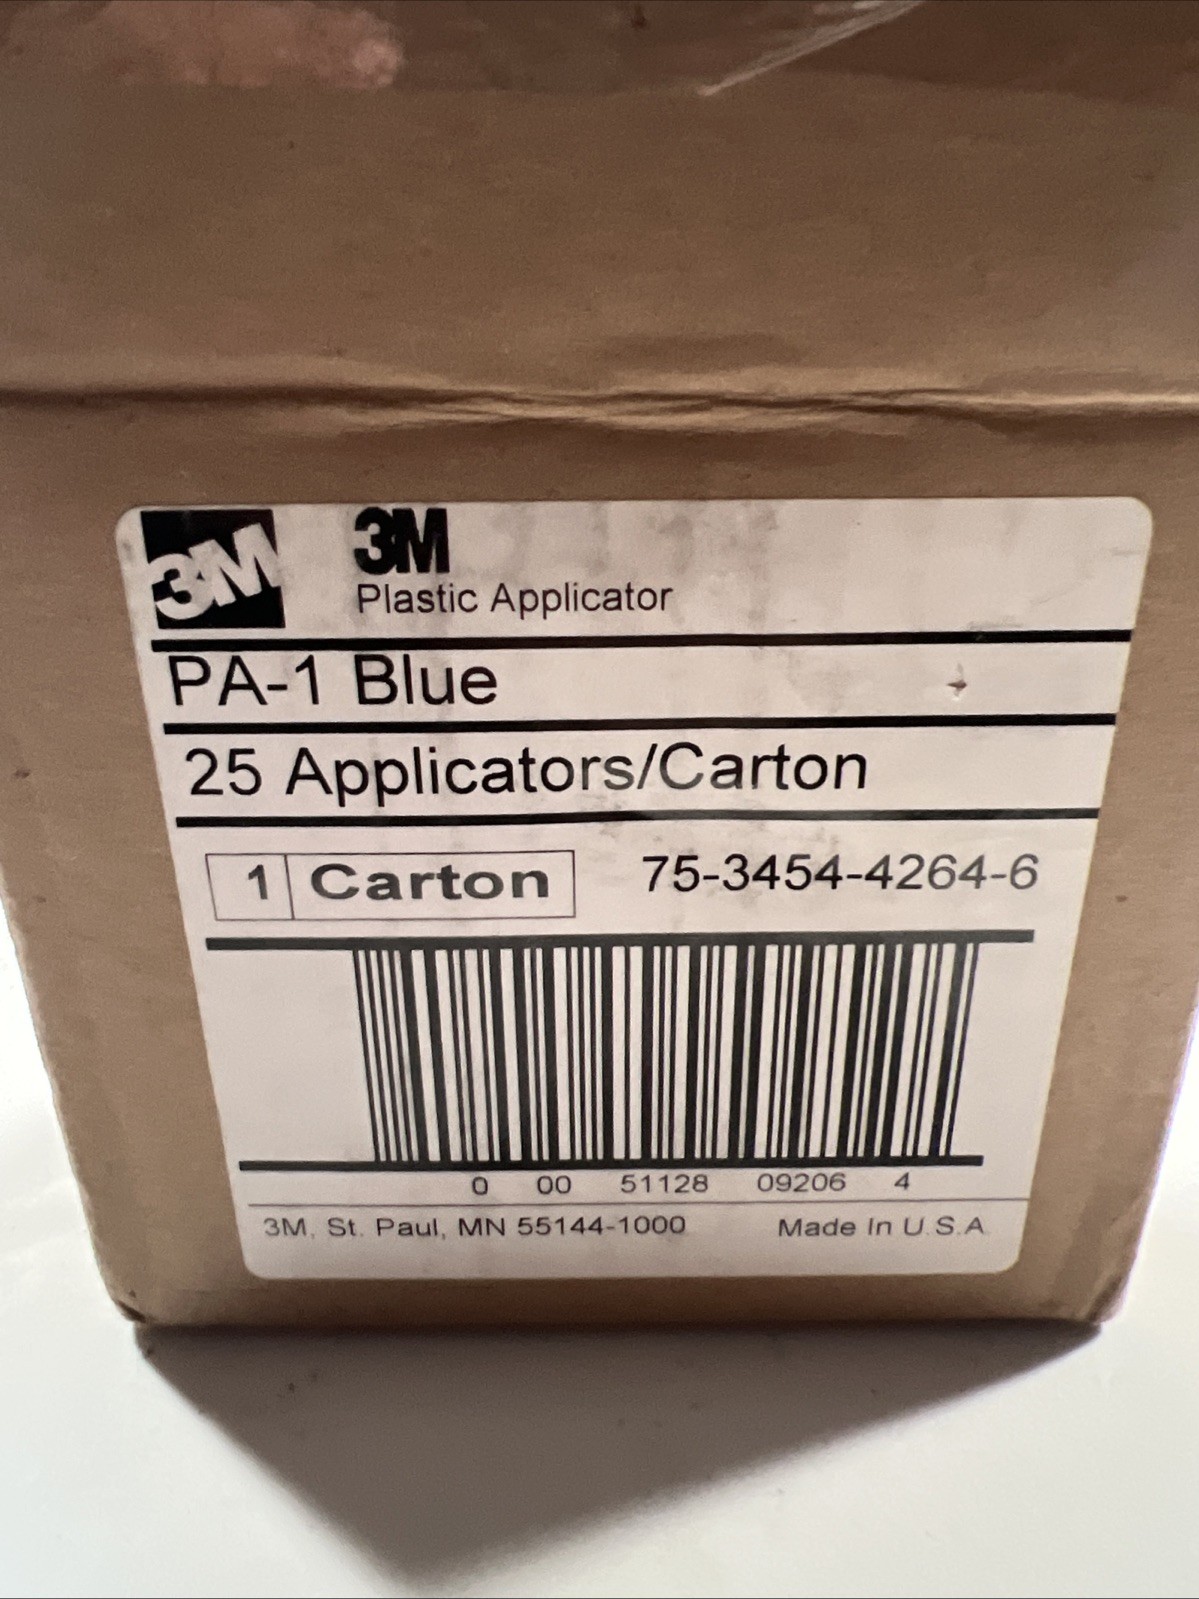 3M 3M
Plastic Applicator
PA-1 Blue
25 Applicators/Carton
1 Carton 75-3454-4264-6
0 00 51128 09206 4
3M, St. Paul, MN 55144-1000 Made In U.S.A.